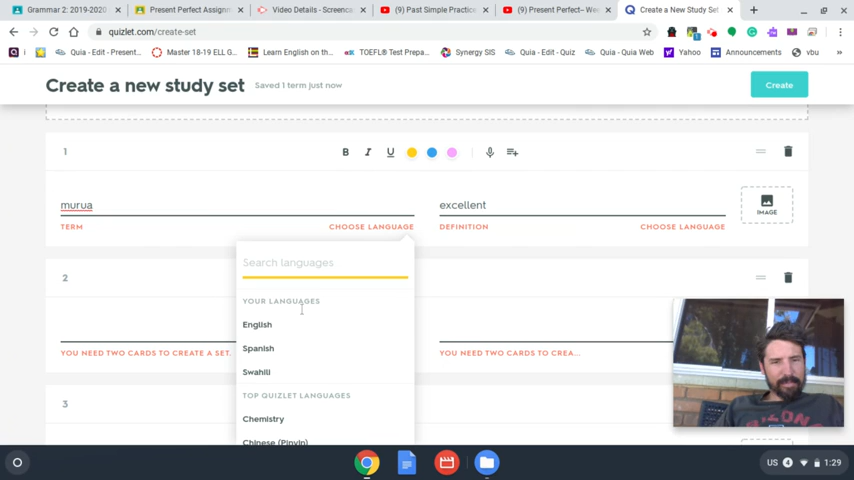 Grammar 2: 2019-2020
Present Perfect Assignm
Video Details - Screenca
(9) Past Simple Practice
(9) Present Perfect– Wee
Create a New Study Set
quizlet.com/create-set
Quia - Edit - Present...
Master 18-19 ELL G...
Learn English on th...
TOEFL® Test Prepa...
Synergy SIS
Quia - Edit - Quiz
Quia - Quia Web
Yahoo
Announcements
vbu
»
Create a new study set
Saved 1 term just now
Create
1
B I U
murua
excellent
IMAGE
TERM
CHOOSE LANGUAGE
DEFINITION
CHOOSE LANGUAGE
Search languages
2
YOUR LANGUAGES
English
Spanish
YOU NEED TWO CARDS TO CREATE A SET.
YOU NEED TWO CARDS TO CREA...
Swahili
TOP QUIZLET LANGUAGES
3
Chemistry
Chinese (Pinyin)
US 4 1:29